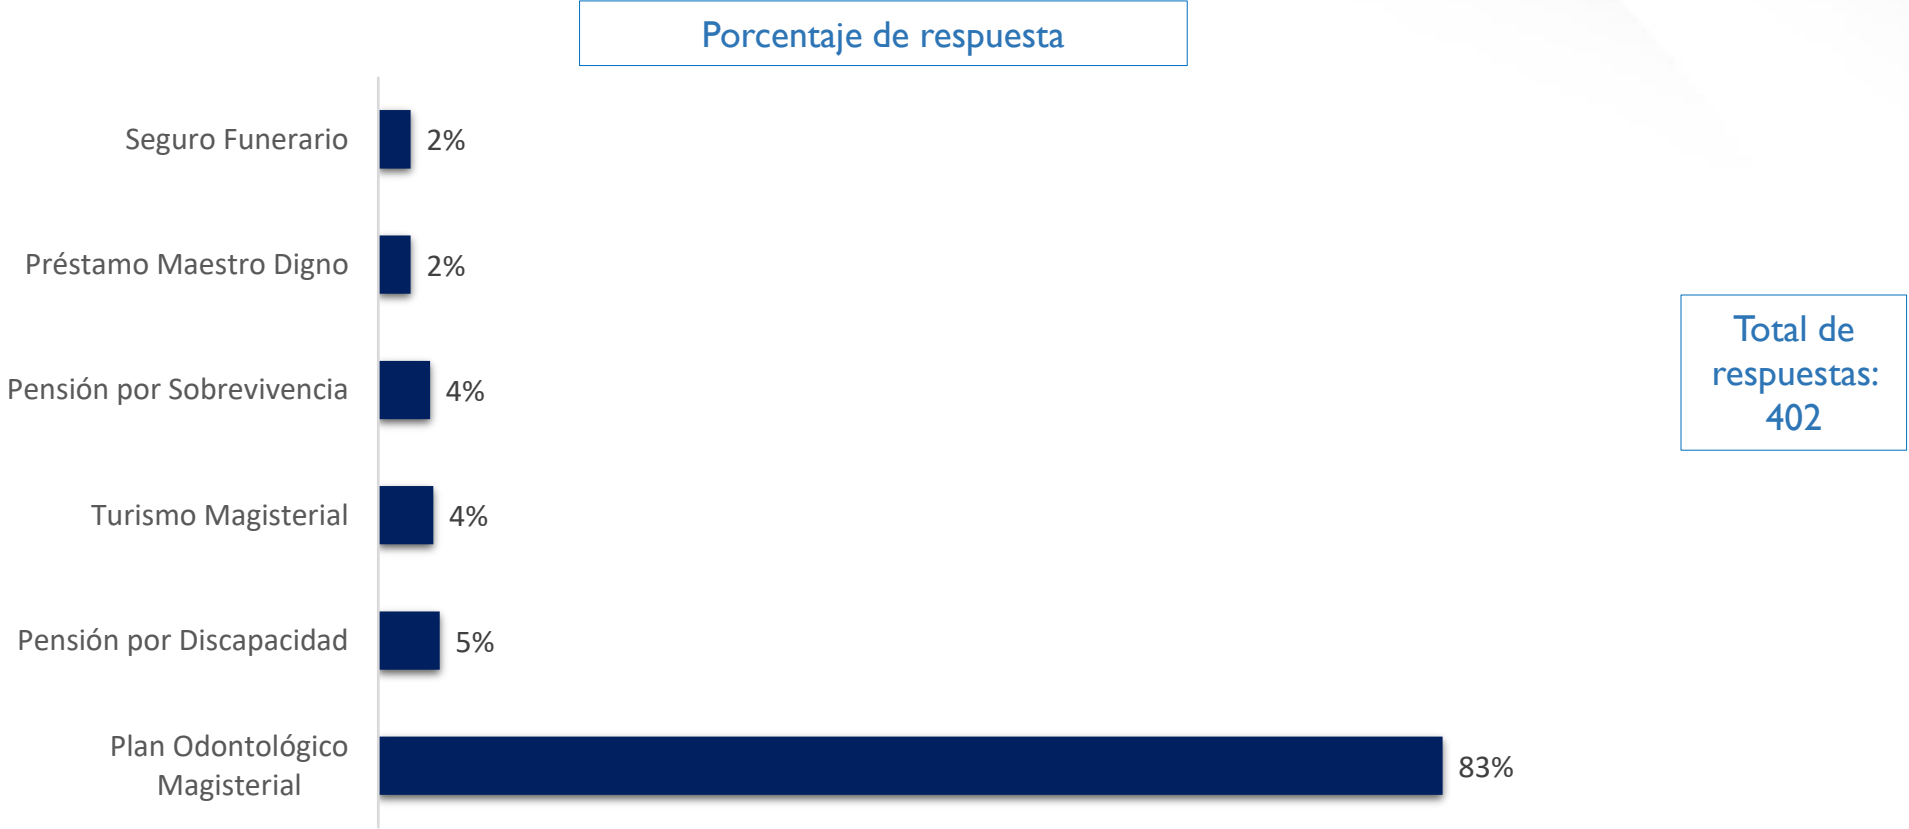 Porcentaje de respuesta
Seguro Funerario
2%
Préstamo Maestro Digno
2%
Pensión por Sobrevivencia
4%
Turismo Magisterial
4%
Pensión por Discapacidad
5%
Plan Odontológico
Magisterial
83%
Total de
respuestas:
402